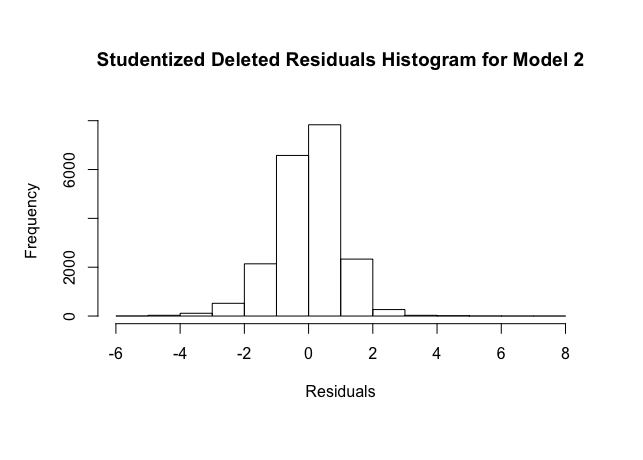 Studentized Deleted Residuals Histogram for Model 2
Frequency
6000
2000
0
-6 -4 -2 0 2 4 6 8
Residuals